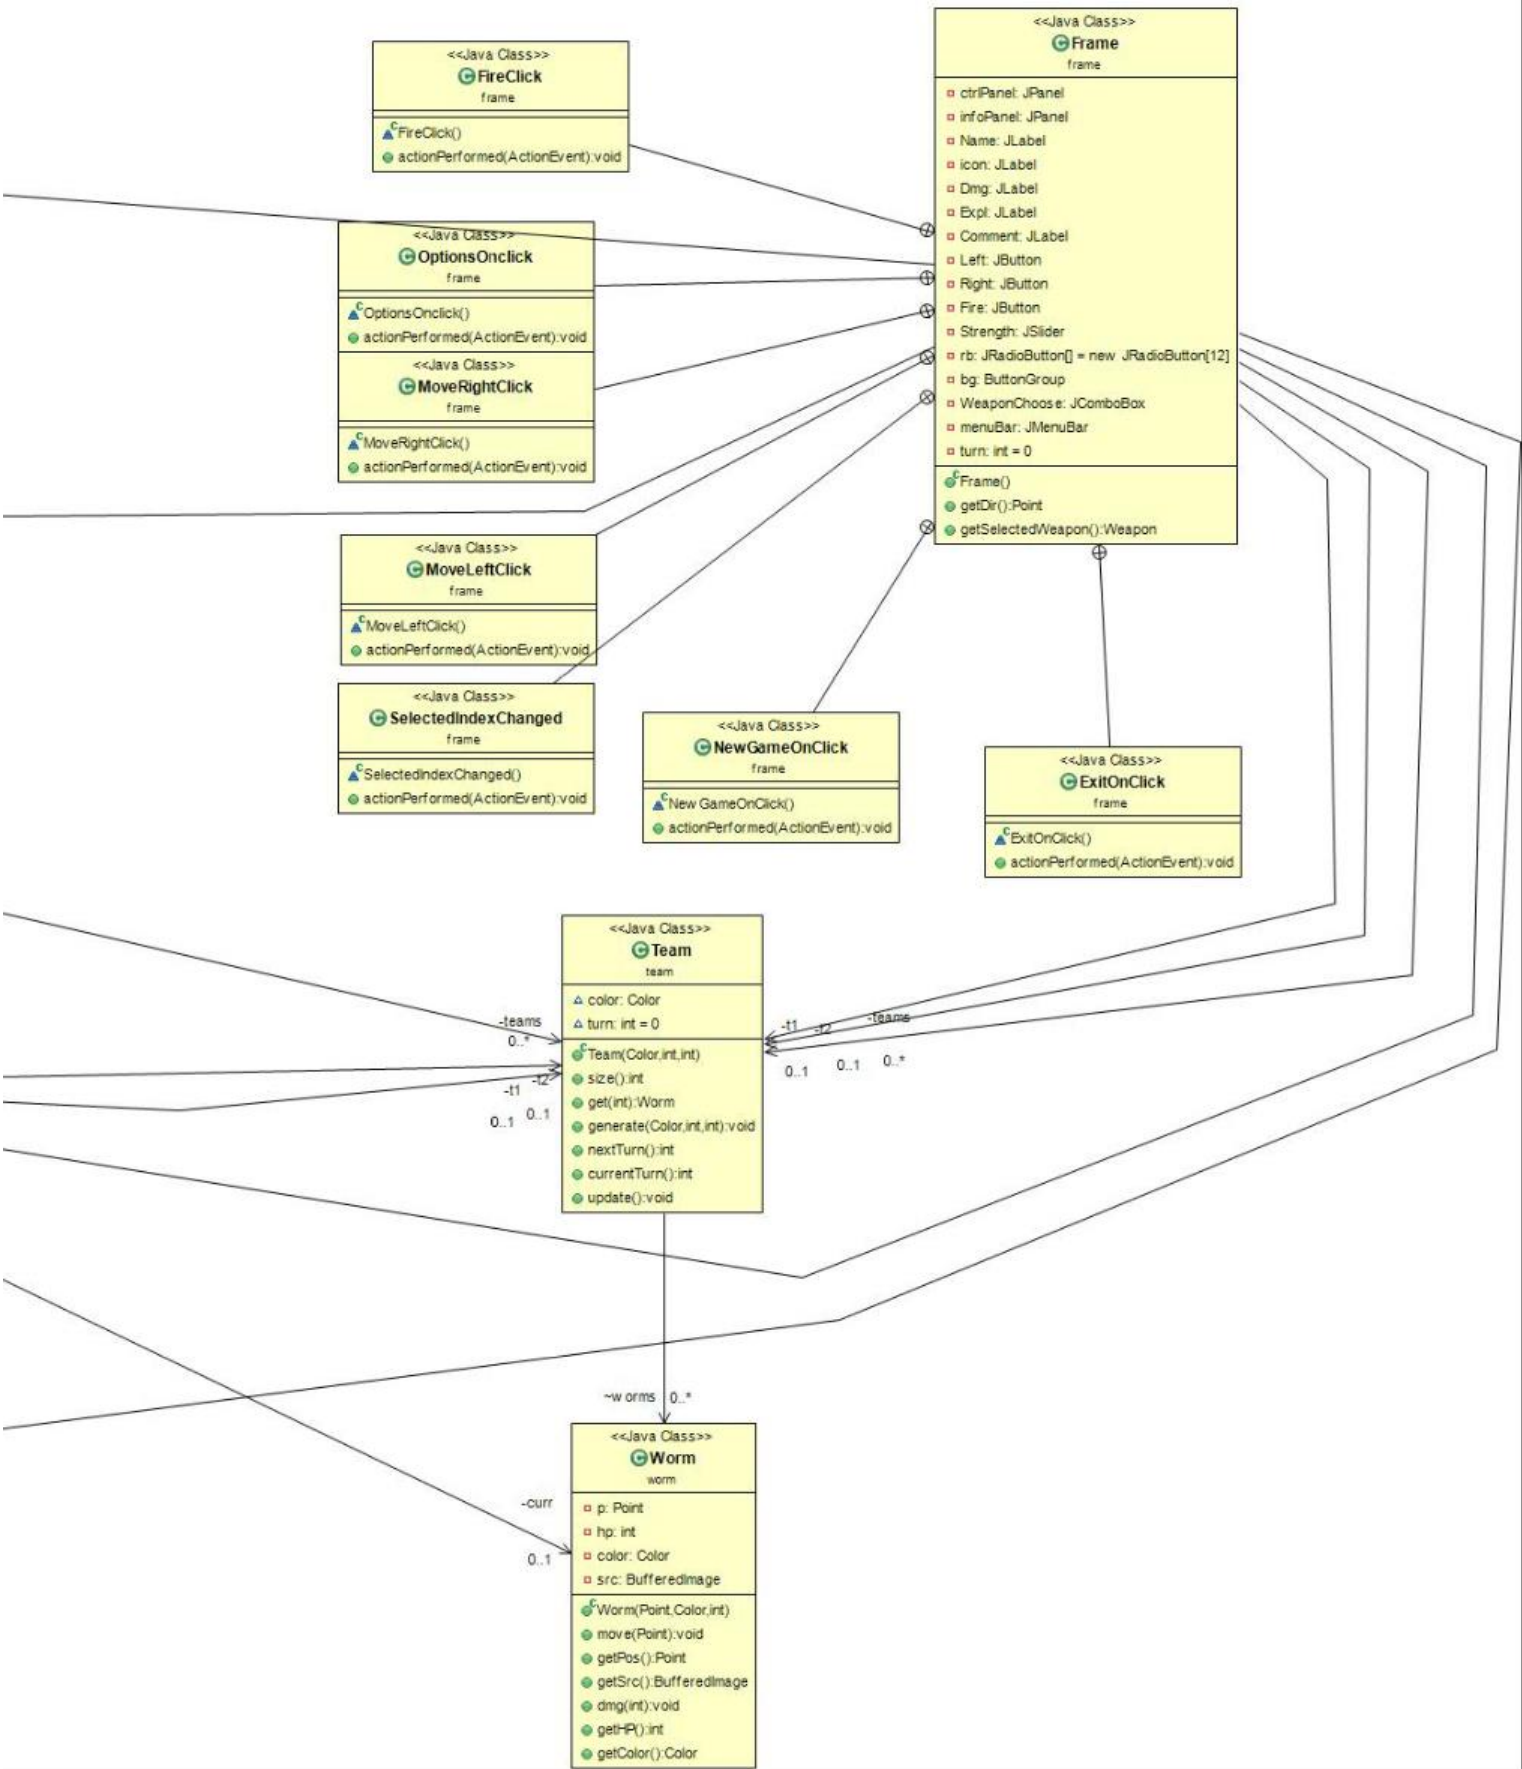 <<Java Class>>
FireClick
frame
FireClick()
actionPerformed(ActionEvent):void
<<Java Class>>
Frame
frame
ctrlPanel: JPanel
infoPanel: JPanel
Name: JLabel
icon: JLabel
Dmg: JLabel
Expl: JLabel
Comment: JLabel
Left: JButton
Right: JButton
Fire: JButton
Strength: JSlider
rb: JRadioButton[] = new JRadioButton[12]
bg: ButtonGroup
WeaponChoose: JComboBox
menuBar: JMenuBar
turn: int = 0
Frame()
getDir():Point
getSelectedWeapon():Weapon
<<Java Class>>
OptionsOnclick
frame
OptionsOnclick()
actionPerformed(ActionEvent):void
<<Java Class>>
MoveRightClick
frame
MoveRightClick()
actionPerformed(ActionEvent):void
<<Java Class>>
MoveLeftClick
frame
MoveLeftClick()
actionPerformed(ActionEvent):void
<<Java Class>>
SelectedIndexChanged
frame
SelectedIndexChanged()
actionPerformed(ActionEvent):void
<<Java Class>>
NewGameOnClick
frame
NewGameOnClick()
actionPerformed(ActionEvent):void
<<Java Class>>
ExitOnClick
frame
ExitOnClick()
actionPerformed(ActionEvent):void
<<Java Class>>
Team
team
color: Color
turn: int = 0
Team(Color,int,int)
size():int
get(int):Worm
generate(Color,int,int):void
nextTurn():int
currentTurn():int
update():void
-teams
0..*
-t2
-t1
0..1
0..1
-t1
-t2
-teams
0..1
0..1
0..*
~worms
0..*
<<Java Class>>
Worm
worm
p: Point
hp: int
color: Color
src: BufferedImage
Worm(Point,Color,int)
move(Point):void
getPos():Point
getSrc():BufferedImage
dmg(int):void
getHP():int
getColor():Color
-curr
0..1